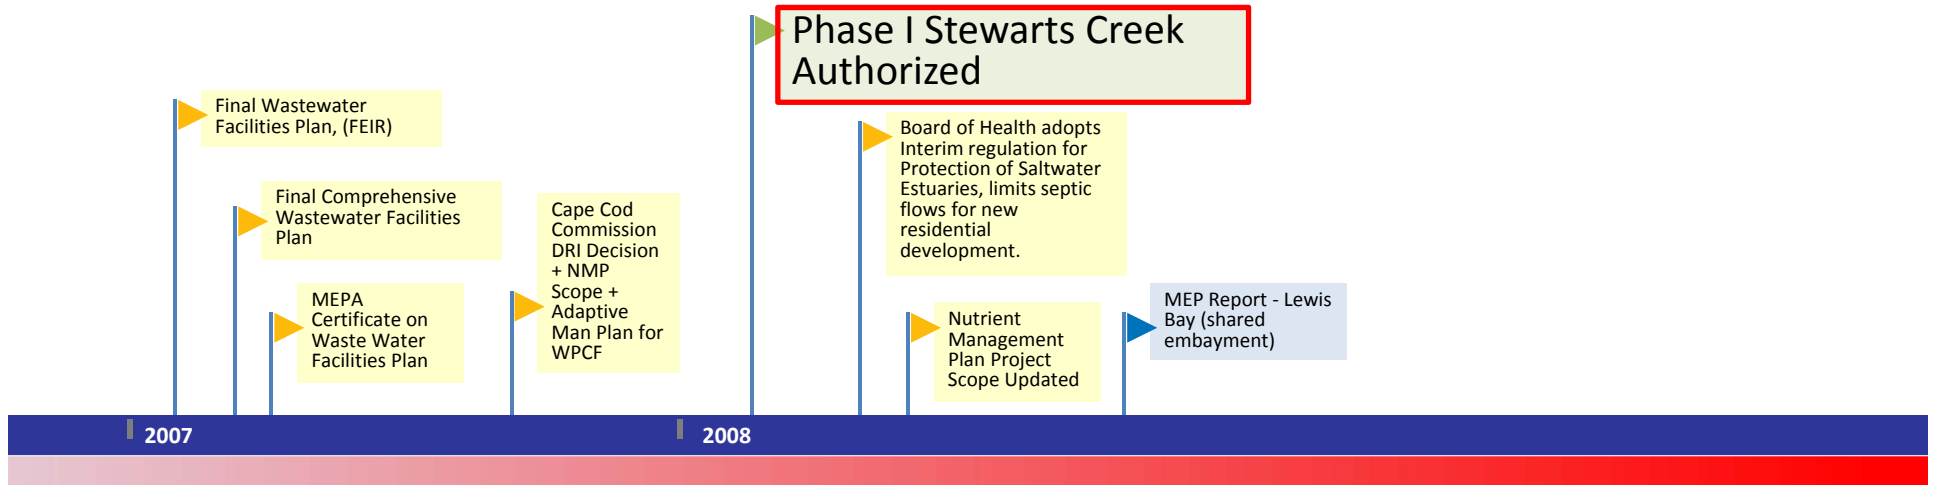 Phase I Stewarts Creek
Authorized
Final Wastewater
Facilities Plan, (FEIR)
Final Comprehensive
Wastewater Facilities
Plan
MEPA
Certificate on
Waste Water
Facilities Plan
Cape Cod
Commission
DRI Decision
+ NMP
Scope +
Adaptive
Man Plan for
WPCF
Board of Health adopts
Interim regulation for
Protection of Saltwater
Estuaries, limits septic
flows for new
residential
development.
Nutrient
Management
Plan Project
Scope Updated
MEP Report - Lewis
Bay (shared
embayment)
2007
2008